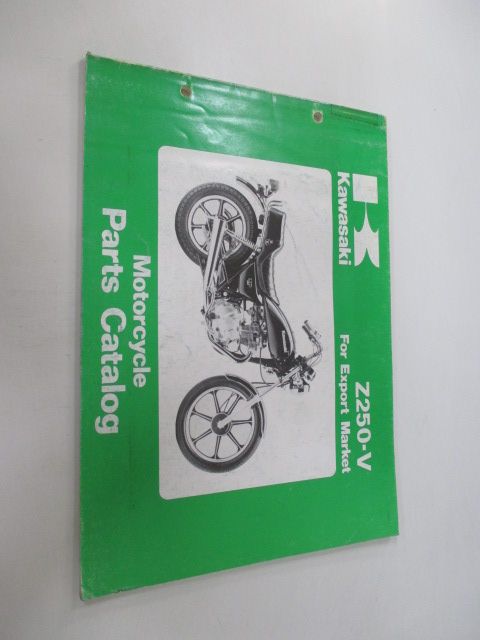 Kawasaki
Z250-V
For Export Market
Motorcycle
Parts Catalog